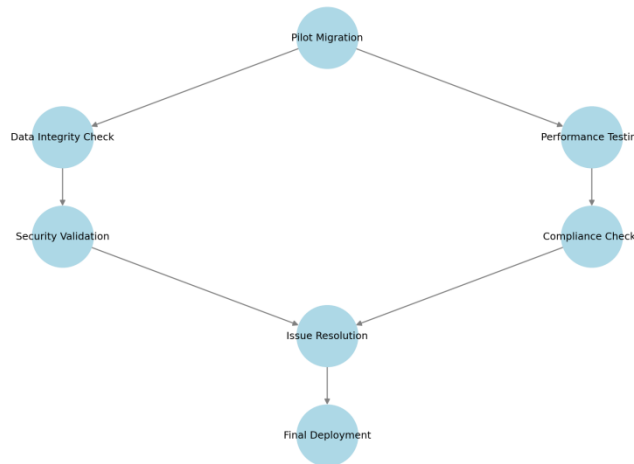 Pilot Migration
Data Integrity Check
Performance Testin
Security Validation
Compliance Check
Issue Resolution
Final Deployment